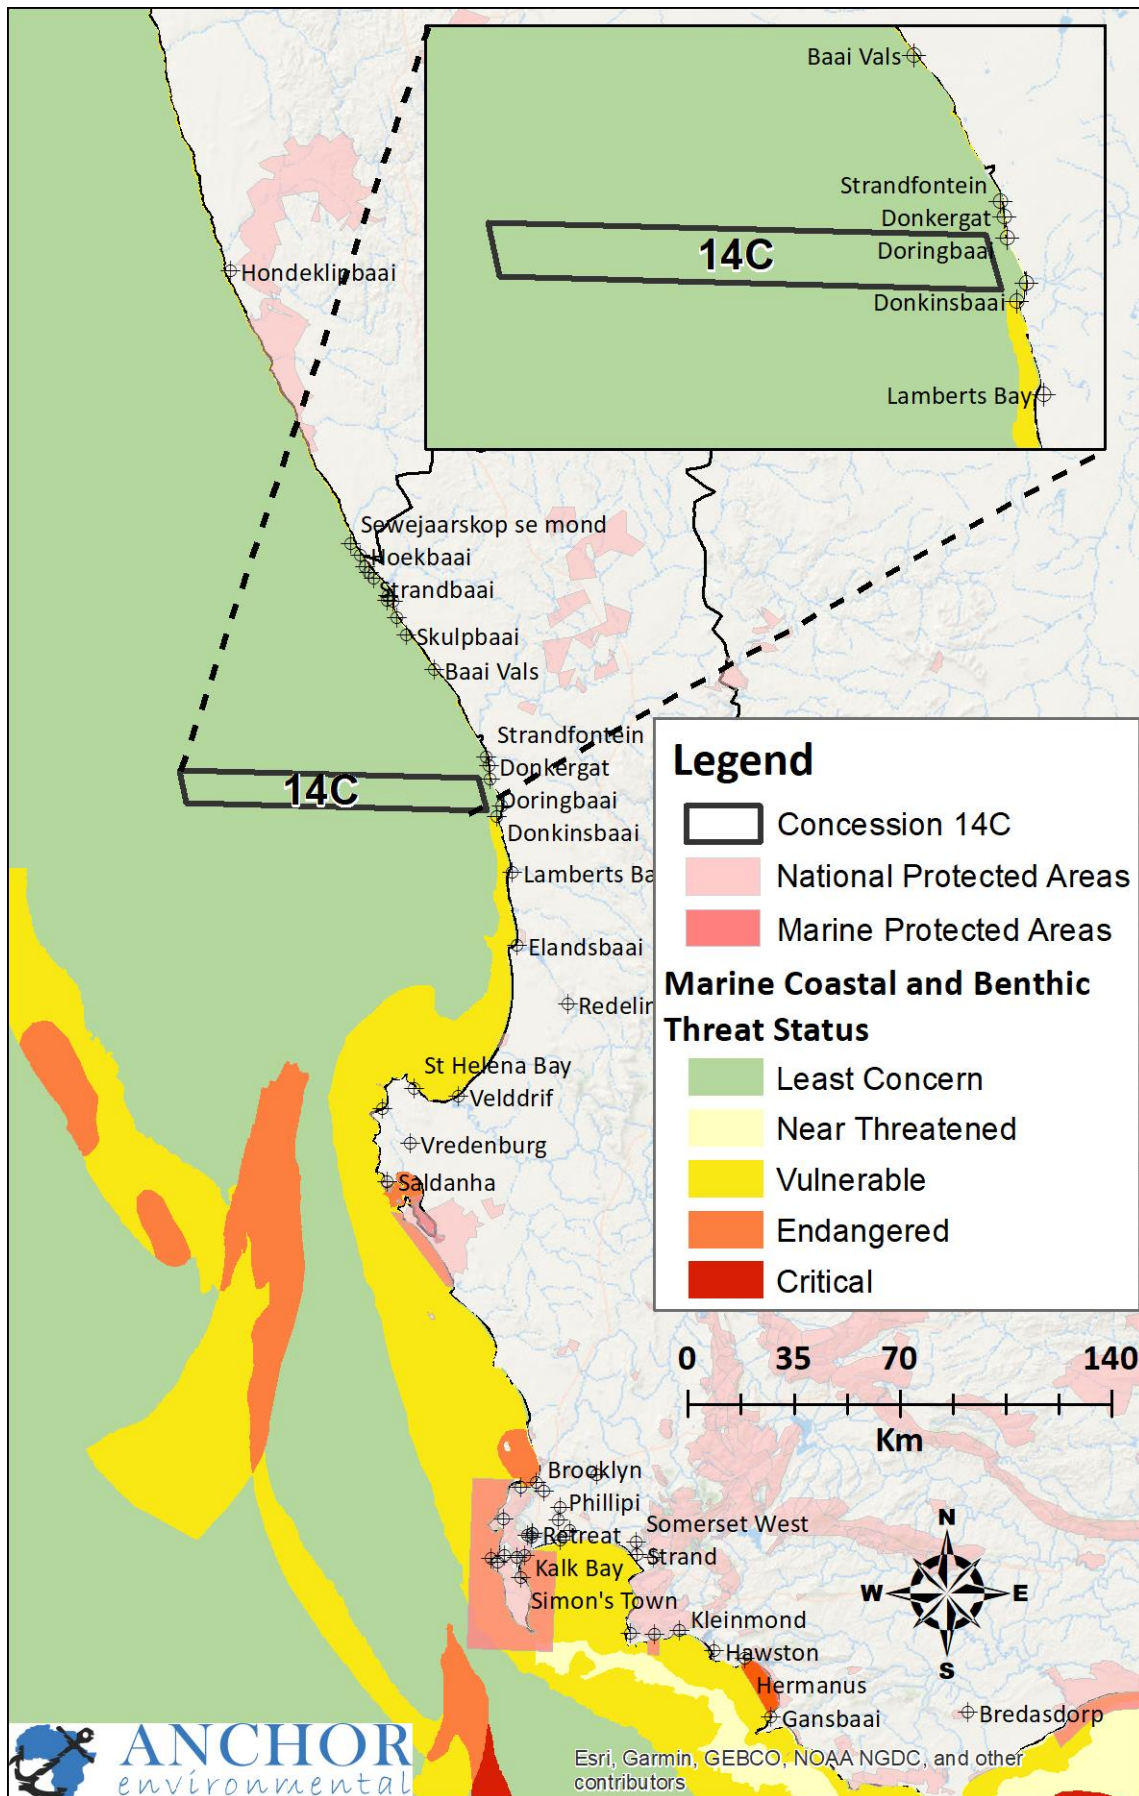 Baai Vals
Strandfontein
Donkergat
14C
Doringbaai
Donkinsbaai
Lamberts Bay
Hondeklipbaai
Sewejaarskop se mond
Hoekbaai
Strandbaai
Skulpbaai
Baai Vals
Strandfontein
Donkergat
14C
Doringbaai
Donkinsbaai
Lamberts Ba
Elandsbaai
Redelin
St Helena Bay
Velddrif
Vredenburg
Saldanha
Legend
Concession 14C
National Protected Areas
Marine Protected Areas
Marine Coastal and Benthic
Threat Status
Least Concern
Near Threatened
Vulnerable
Endangered
Critical
0 35 70 140
Km
Brooklyn
Phillipi
Retreat
Somerset West
Strand
Kalk Bay
Simon's Town
Kleinmond
Hawston
Hermanus
Gansbaai
Bredasdorp
N
W E
S
ANCHOR
environmental
Esri, Garmin, GEBCO, NOAA NGDC, and other
contributors